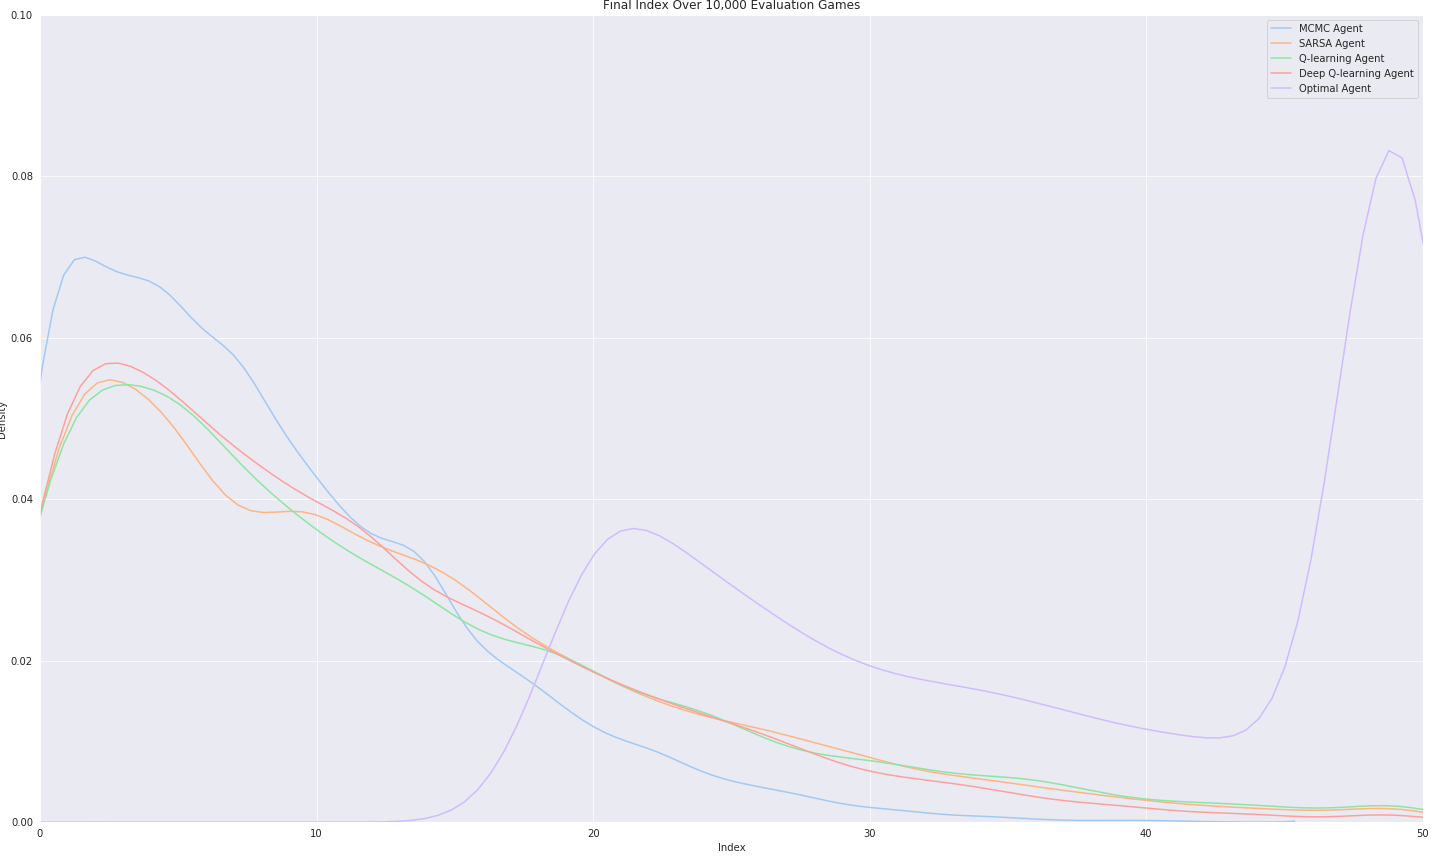 Final Index Over 10,000 Evaluation Games
MCMC Agent
SARSA Agent
Q-learning Agent
Deep Q-learning Agent
Optimal Agent
0.10
0.08
0.06
0.04
0.02
0.00
Density
0
10
20
30
40
50
Index